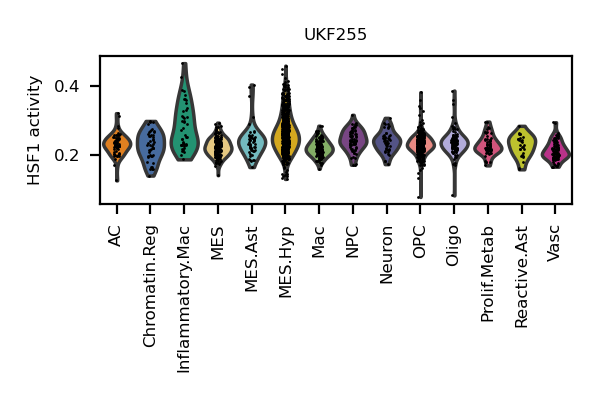 UKF255
HSF1 activity
0.4
0.2
AC
Chromatin.Reg
Inflammatory.Mac
MES
MES.Ast
MES.Hyp
Mac
NPC
Neuron
OPC
Oligo
Prolif.Metab
Reactive.Ast
Vasc